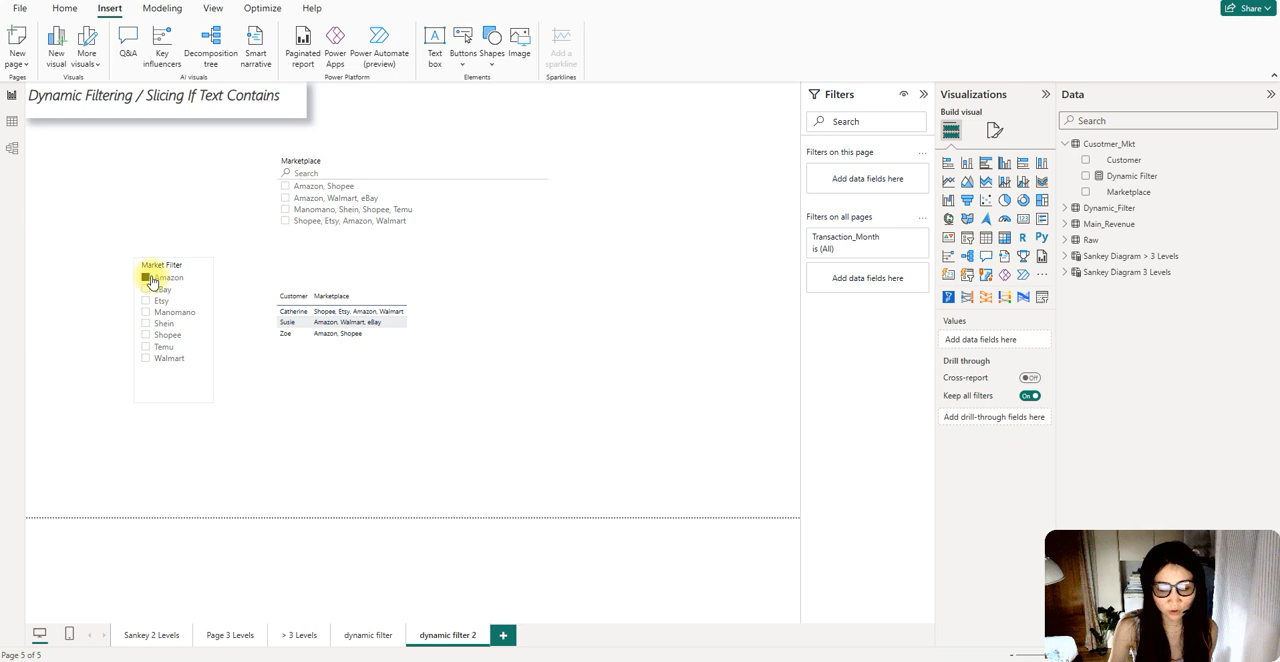 File Home Insert Modeling View Optimize Help
Share
New page
New visual
More visuals
Q&A
Key influencers
Decomposition tree
Smart narrative
Paginated report
Power Apps
Power Automate (preview)
Text box
Buttons
Shapes
Image
Add a sparkline
Pages
Visuals
AI visuals
Power Platform
Elements
Sparklines
Dynamic Filtering / Slicing If Text Contains
Marketplace
Search
Amazon, Shopee
Amazon, Walmart, eBay
Manomano, Shein, Shopee, Temu
Shopee, Etsy, Amazon, Walmart
Market Filter
Amazon
eBay
Etsy
Manomano
Shein
Shopee
Temu
Walmart
Customer Marketplace
Catherine Shopee, Etsy, Amazon, Walmart
Susie Amazon, Walmart, eBay
Zoe Amazon, Shopee
Filters
Search
Filters on this page ...
Add data fields here
Filters on all pages ...
Transaction_Month
is (All)
Add data fields here
Visualizations
Build visual
R Py
123
Values
Add data fields here
Drill through
Cross-report Off
Keep all filters On
Add drill-through fields here
Data
Search
Cusotmer_Mkt
Customer
Dynamic Filter
Marketplace
Dynamic_Filter
Main_Revenue
Raw
Sankey Diagram > 3 Levels
Sankey Diagram 3 Levels
Sankey 2 Levels Page 3 Levels > 3 Levels dynamic filter dynamic filter 2 +
Page 5 of 5